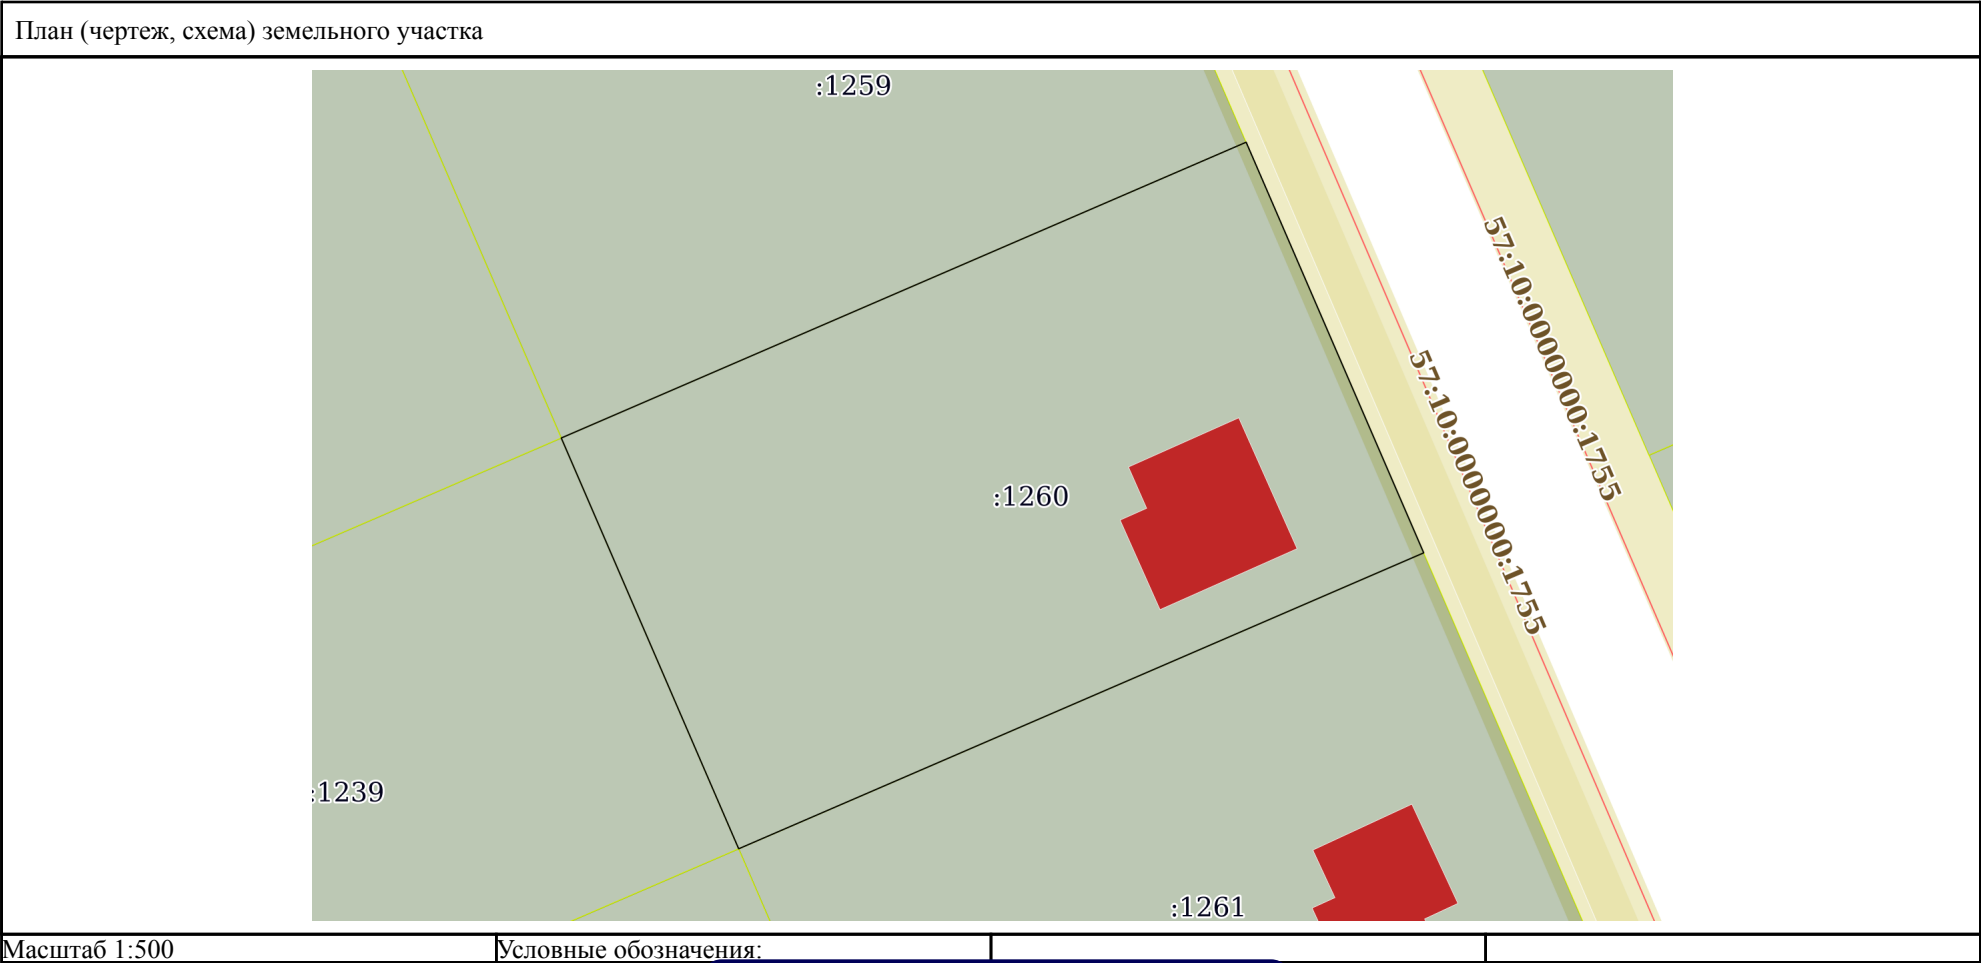 План (чертеж, схема) земельного участка
:1259
57:10:0000000:1755
57:10:0000000:1755
:1260
:1239
:1261
Масштаб 1:500
Условные обозначения: